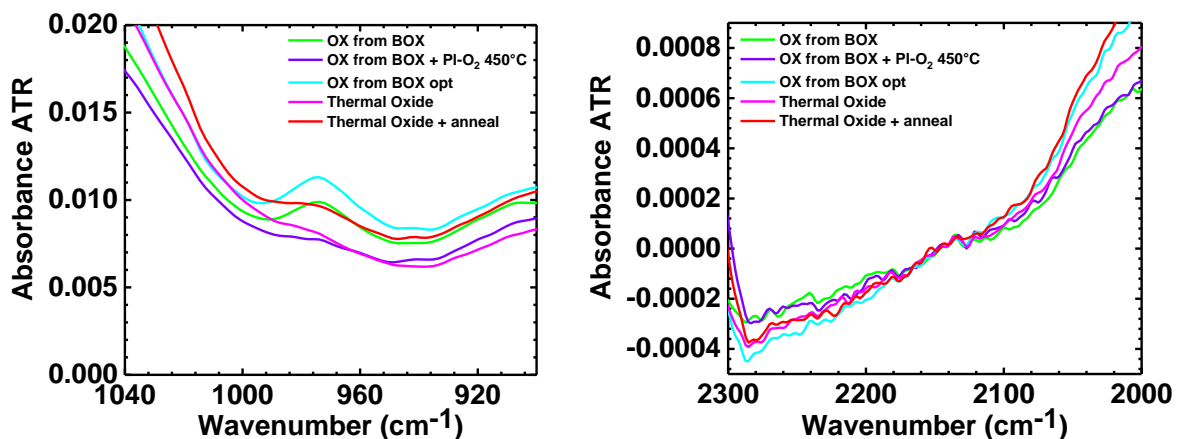 0.020
0.015
0.010
0.005
0.000
Absorbance ATR
OX from BOX
OX from BOX + Pl-O₂ 450°C
OX from BOX opt
Thermal Oxide
Thermal Oxide + anneal
1040 1000 960 920
Wavenumber (cm⁻¹)
0.0008
0.0006
0.0004
0.0002
0.0000
-0.0002
-0.0004
Absorbance ATR
OX from BOX
OX from BOX + Pl-O₂ 450°C
OX from BOX opt
Thermal Oxide
Thermal Oxide + anneal
2300 2200 2100 2000
Wavenumber (cm⁻¹)